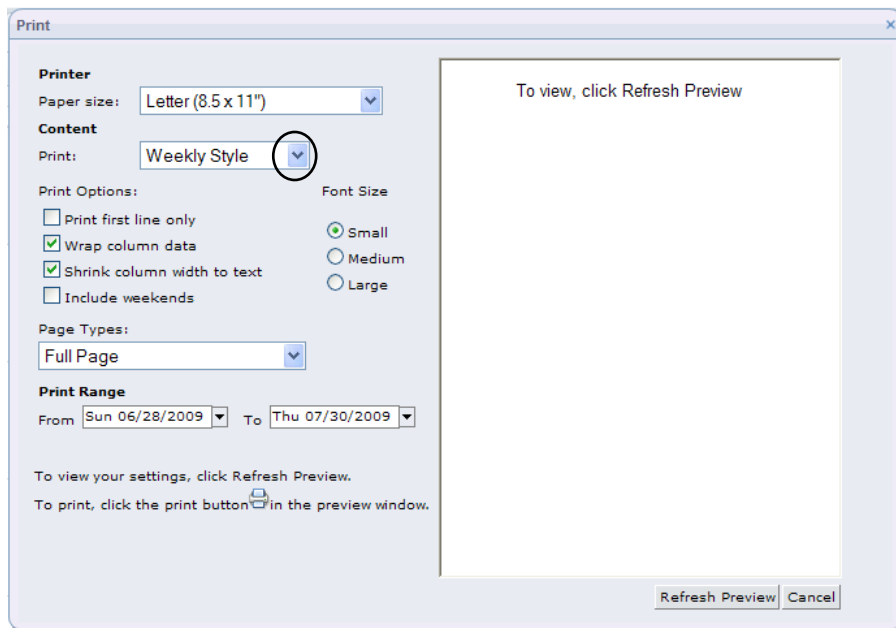 Print
Printer
Paper size: Letter (8.5 x 11")
Content
Print: Weekly Style
Print Options: Font Size
Print first line only
Wrap column data
Shrink column width to text
Include weekends
Small
Medium
Large
Page Types:
Full Page
Print Range
From Sun 06/28/2009 To Thu 07/30/2009
To view your settings, click Refresh Preview.
To print, click the print button in the preview window.
To view, click Refresh Preview
Refresh Preview Cancel